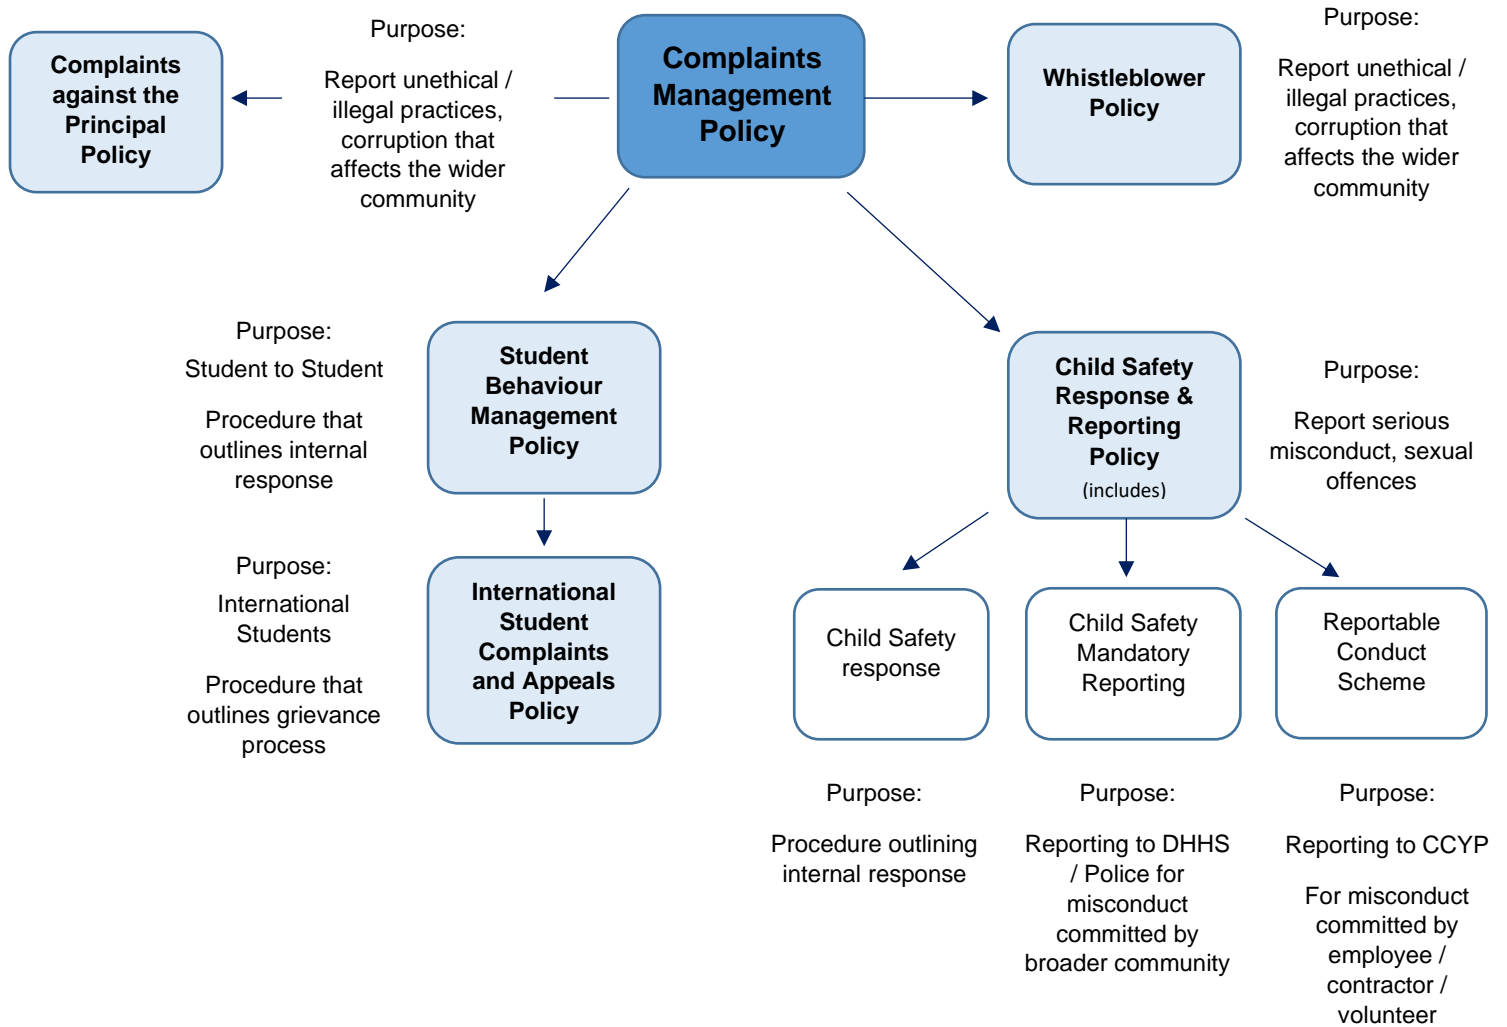 Complaints
against the
Principal
Policy
Purpose:
Report unethical /
illegal practices,
corruption that
affects the wider
community
Complaints
Management
Policy
Whistleblower
Policy
Purpose:
Report unethical /
illegal practices,
corruption that
affects the wider
community
Purpose:
Student to Student
Procedure that
outlines internal
response
Student
Behaviour
Management
Policy
Child Safety
Response &
Reporting
Policy
(includes)
Purpose:
Report serious
misconduct, sexual
offences
Purpose:
International
Students
Procedure that
outlines grievance
process
International
Student
Complaints
and Appeals
Policy
Child Safety
response
Child Safety
Mandatory
Reporting
Reportable
Conduct
Scheme
Purpose:
Procedure outlining
internal response
Purpose:
Reporting to DHHS
/ Police for
misconduct
committed by
broader community
Purpose:
Reporting to CCYP
For misconduct
committed by
employee /
contractor /
volunteer